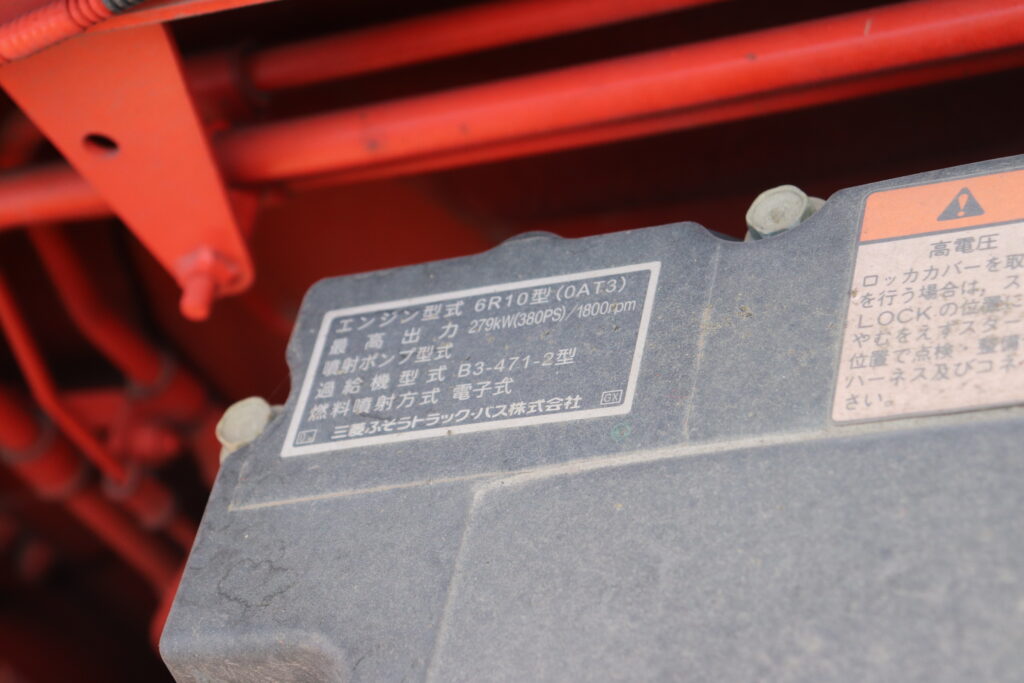 エンジン型式 6R10型(0AT3)
最高出力 279kW(380PS)/1800rpm
噴射ポンプ型式
過給機型式 B3-471-2型
燃料噴射方式 電子式
三菱ふそうトラック・バス株式会社
GX
高電圧
ロッカカバーを取
を行う場合は，ス
LOCKの位置に
やむをえずスター
位置で点検・整備
ハーネス及びコネ
さい。